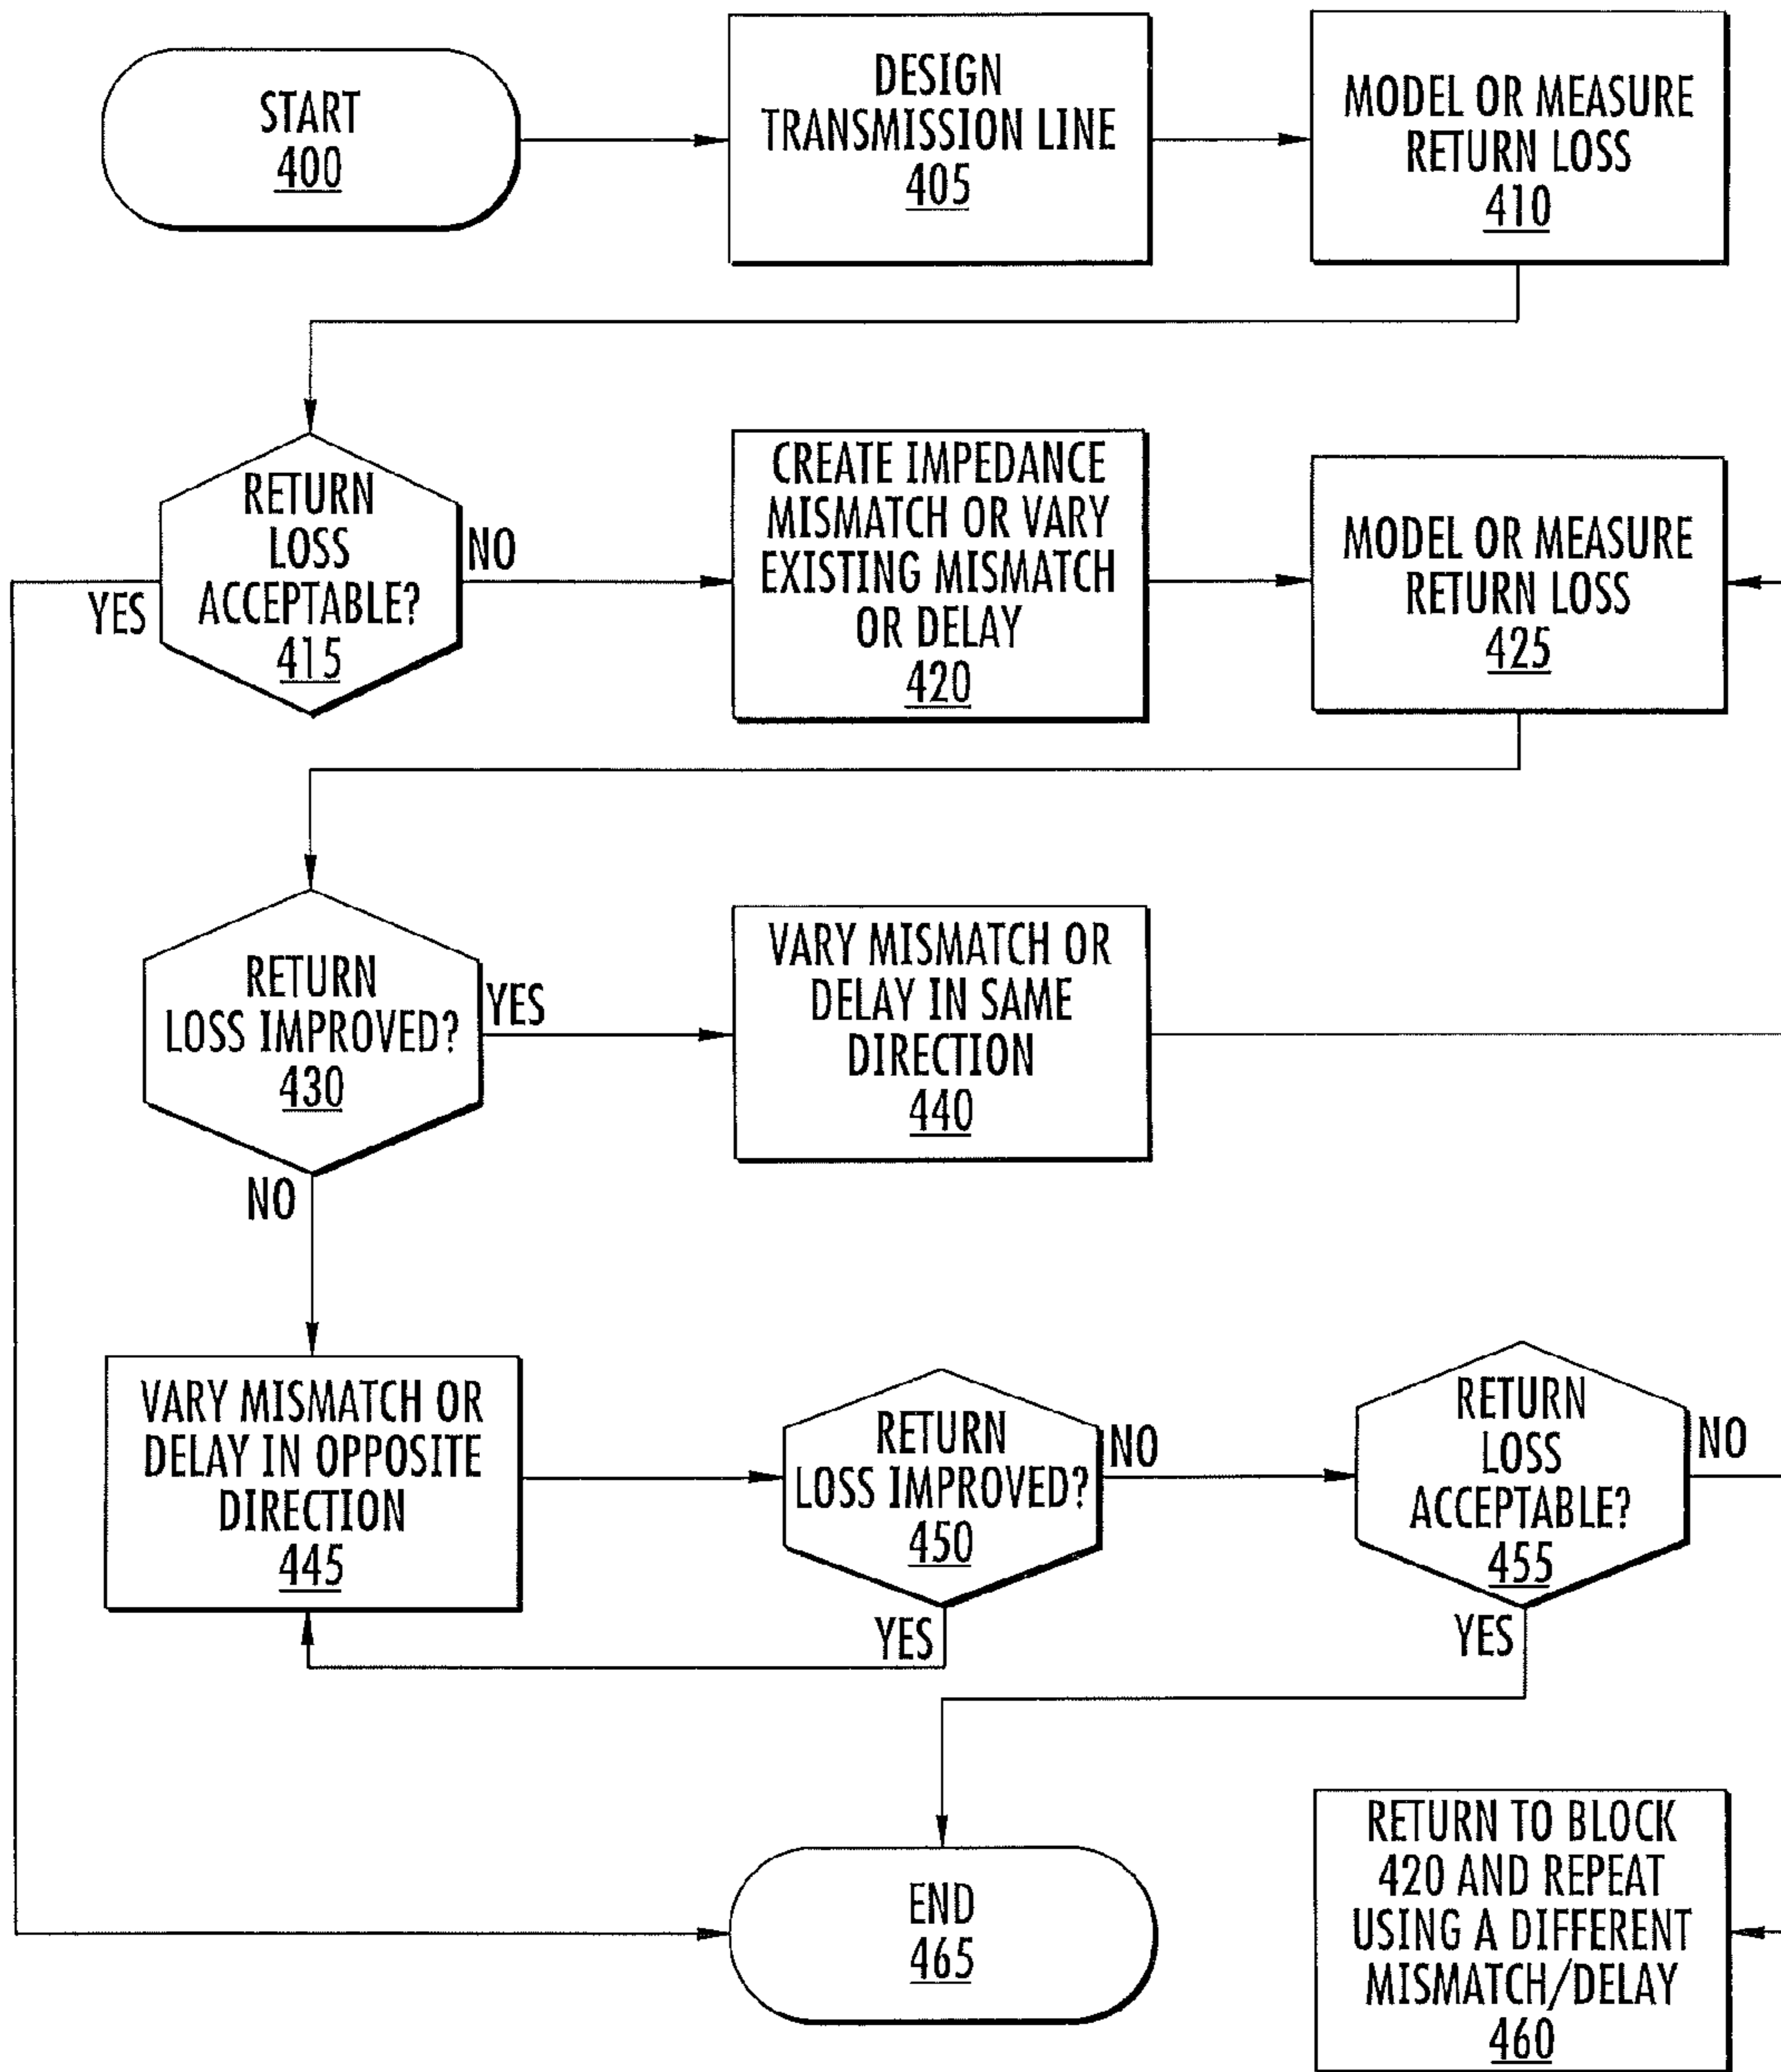 START
400
DESIGN
TRANSMISSION LINE
405
MODEL OR MEASURE
RETURN LOSS
410
RETURN
LOSS
ACCEPTABLE?
415
YES
NO
CREATE IMPEDANCE
MISMATCH OR VARY
EXISTING MISMATCH
OR DELAY
420
MODEL OR MEASURE
RETURN LOSS
425
RETURN
LOSS IMPROVED?
430
YES
NO
VARY MISMATCH OR
DELAY IN SAME
DIRECTION
440
VARY MISMATCH OR
DELAY IN OPPOSITE
DIRECTION
445
RETURN
LOSS IMPROVED?
450
NO
YES
RETURN
LOSS
ACCEPTABLE?
455
NO
YES
END
465
RETURN TO BLOCK
420 AND REPEAT
USING A DIFFERENT
MISMATCH/DELAY
460